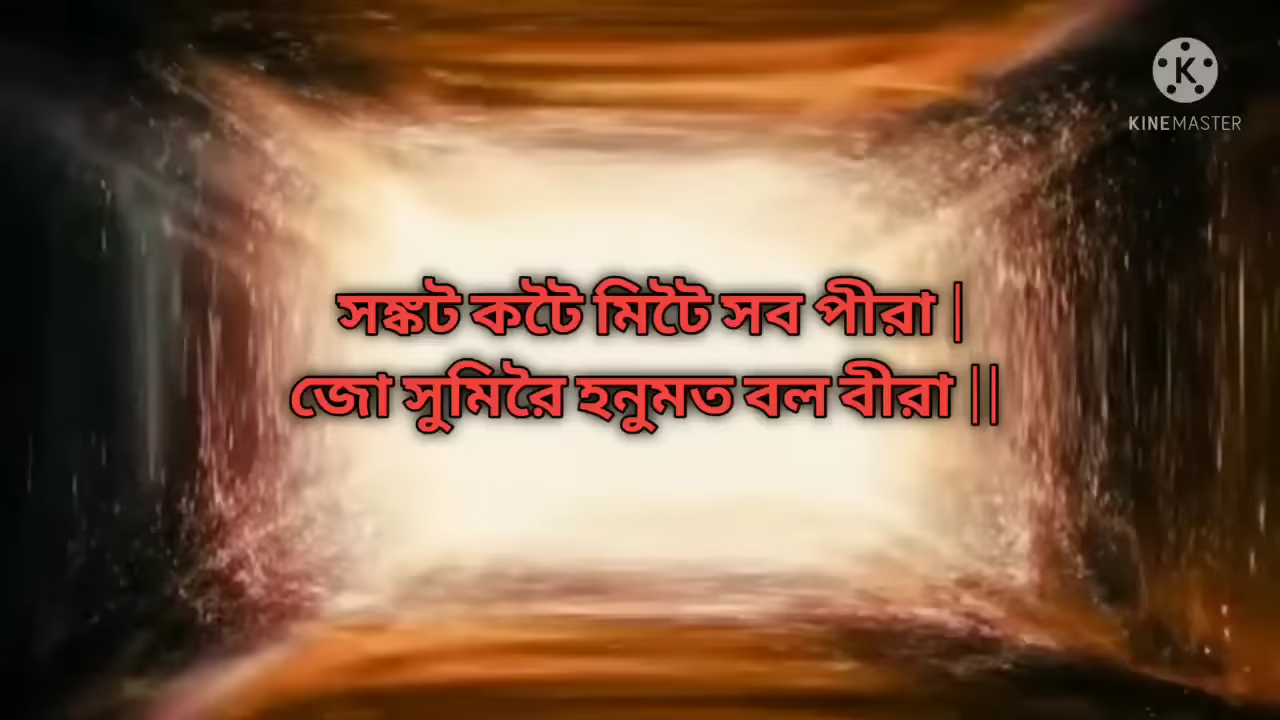 KINEMASTER
সঙ্কট কটৈ মিটৈ সব পীরা |
জো সুমিরৈ হনুমত বল বীরা ||